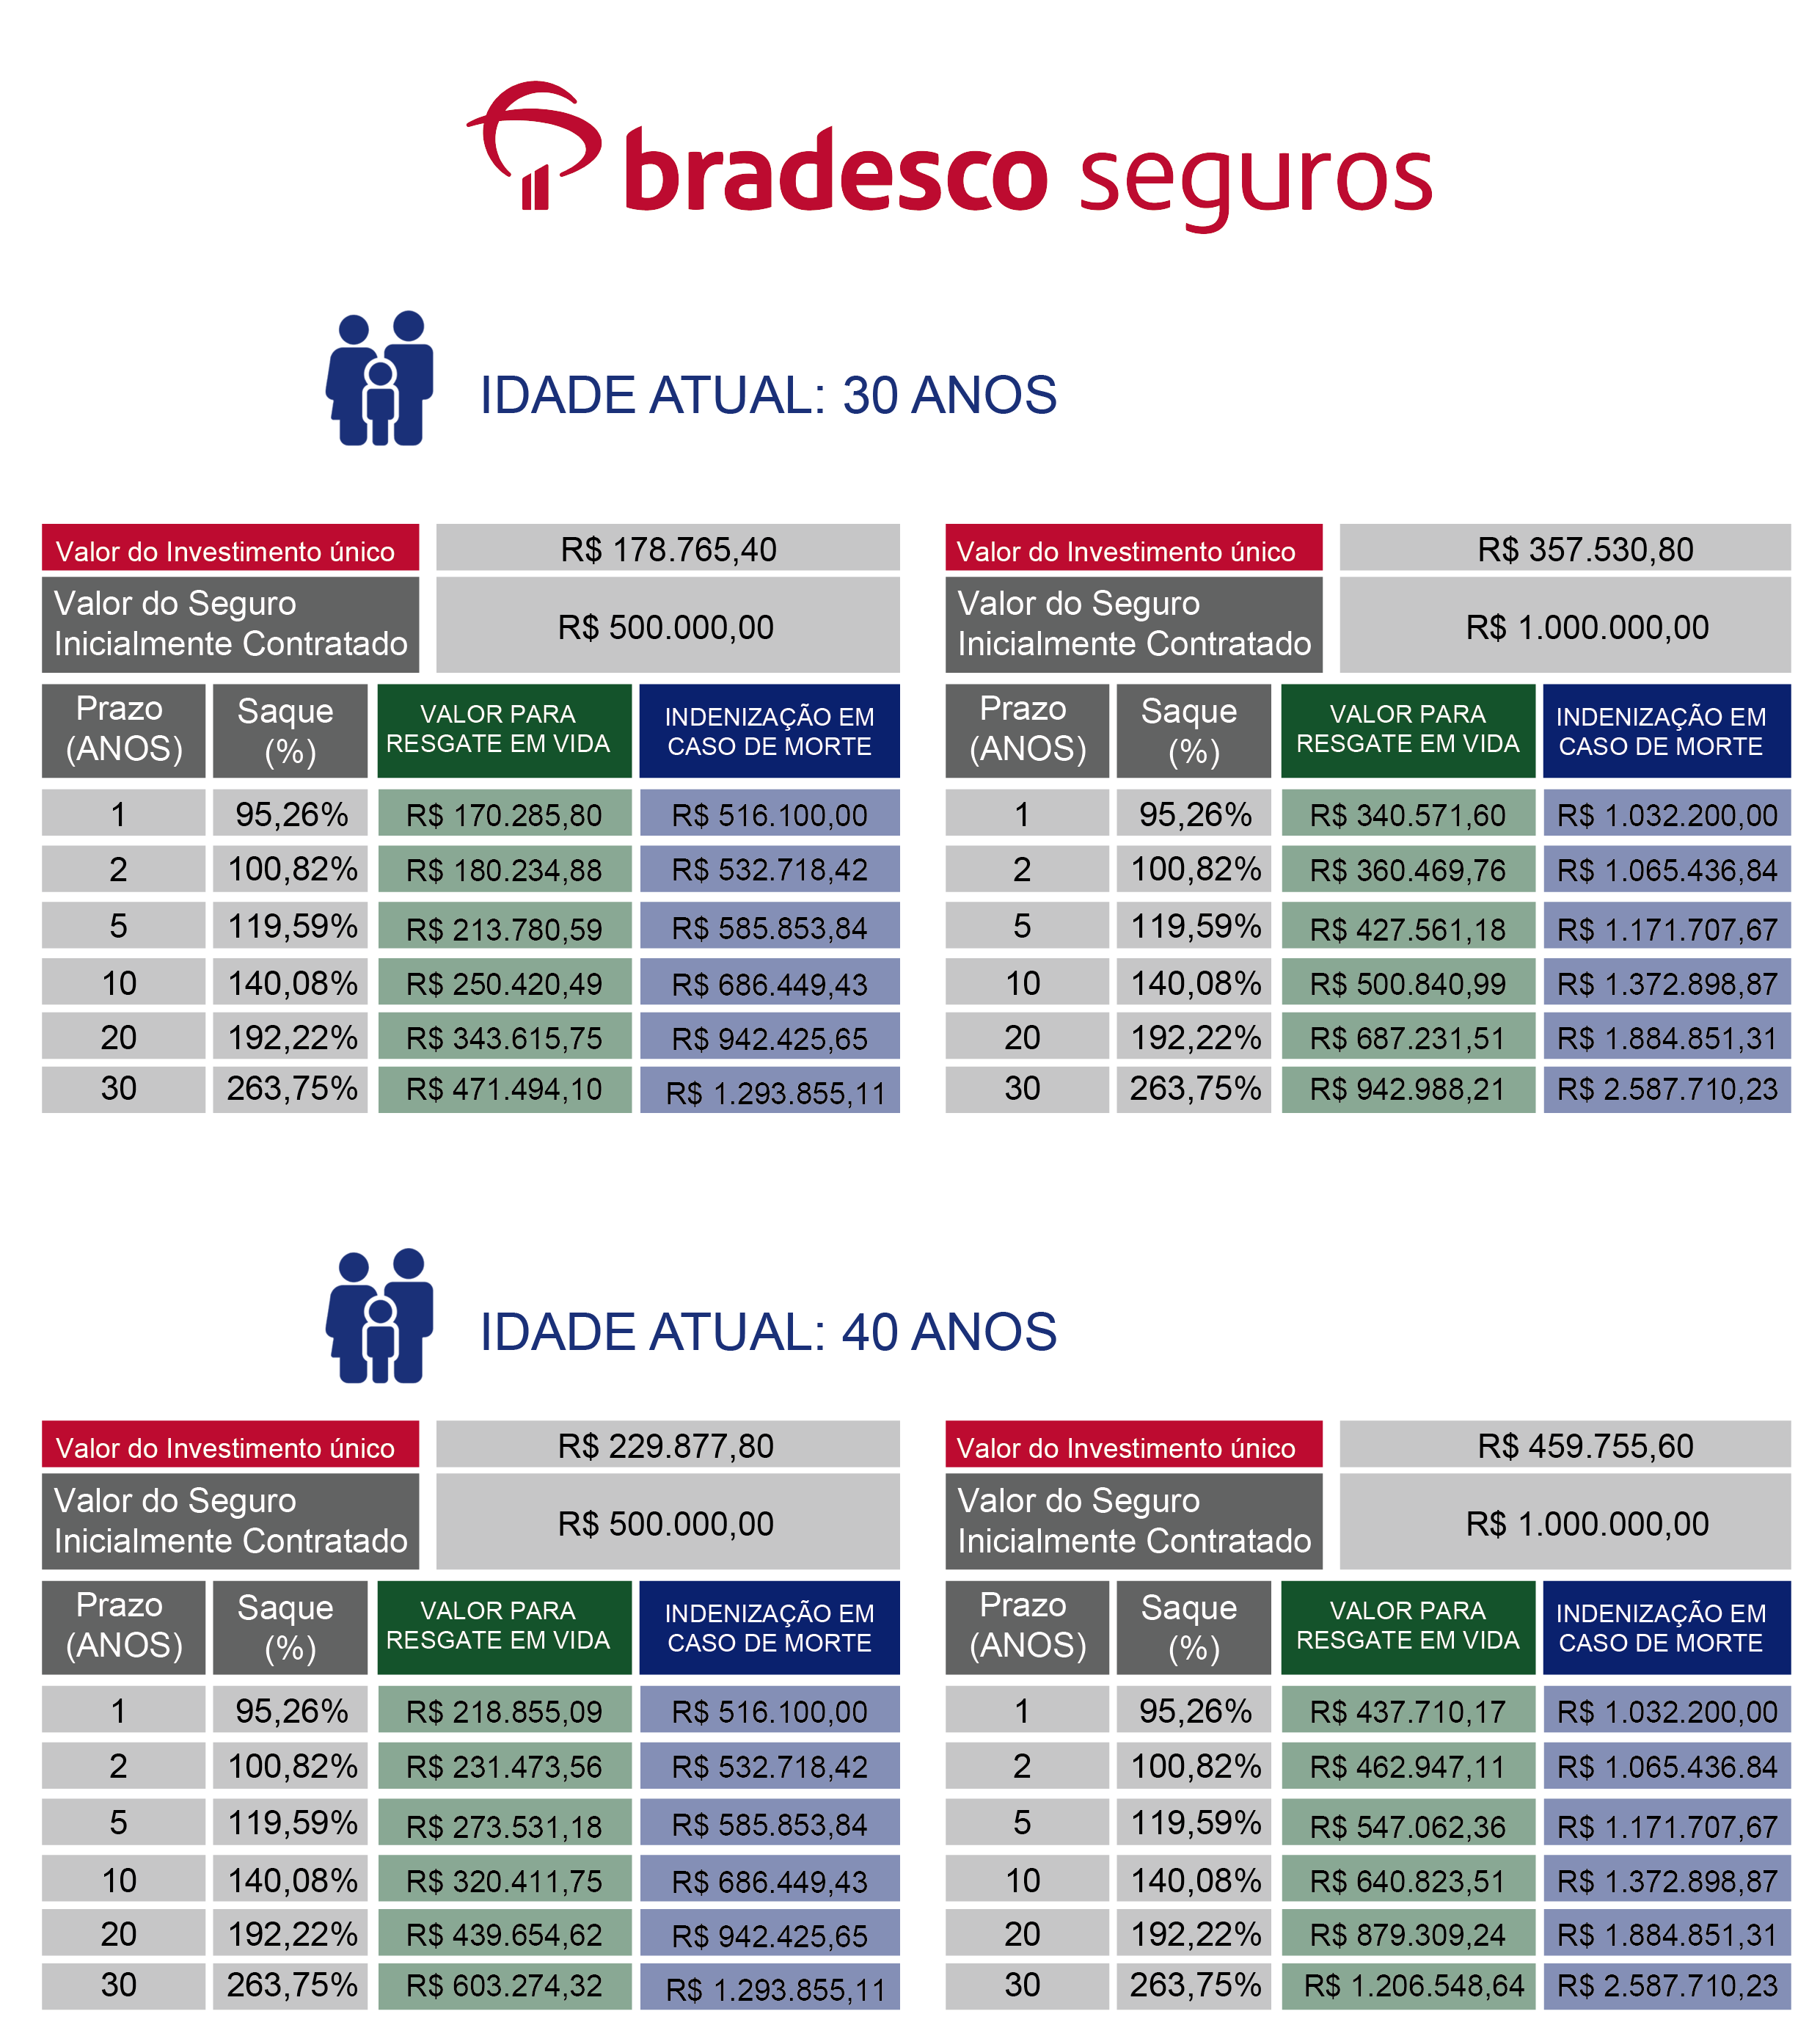 bradesco seguros
IDADE ATUAL: 30 ANOS
Valor do Investimento único R$ 178.765,40
Valor do Seguro
Inicialmente Contratado R$ 500.000,00
Prazo (ANOS) Saque (%) VALOR PARA RESGATE EM VIDA INDENIZAÇÃO EM CASO DE MORTE
1 95,26% R$ 170.285,80 R$ 516.100,00
2 100,82% R$ 180.234,88 R$ 532.718,42
5 119,59% R$ 213.780,59 R$ 585.853,84
10 140,08% R$ 250.420,49 R$ 686.449,43
20 192,22% R$ 343.615,75 R$ 942.425,65
30 263,75% R$ 471.494,10 R$ 1.293.855,11
Valor do Investimento único R$ 357.530,80
Valor do Seguro
Inicialmente Contratado R$ 1.000.000,00
Prazo (ANOS) Saque (%) VALOR PARA RESGATE EM VIDA INDENIZAÇÃO EM CASO DE MORTE
1 95,26% R$ 340.571,60 R$ 1.032.200,00
2 100,82% R$ 360.469,76 R$ 1.065.436,84
5 119,59% R$ 427.561,18 R$ 1.171.707,67
10 140,08% R$ 500.840,99 R$ 1.372.898,87
20 192,22% R$ 687.231,51 R$ 1.884.851,31
30 263,75% R$ 942.988,21 R$ 2.587.710,23
IDADE ATUAL: 40 ANOS
Valor do Investimento único R$ 229.877,80
Valor do Seguro
Inicialmente Contratado R$ 500.000,00
Prazo (ANOS) Saque (%) VALOR PARA RESGATE EM VIDA INDENIZAÇÃO EM CASO DE MORTE
1 95,26% R$ 218.855,09 R$ 516.100,00
2 100,82% R$ 231.473,56 R$ 532.718,42
5 119,59% R$ 273.531,18 R$ 585.853,84
10 140,08% R$ 320.411,75 R$ 686.449,43
20 192,22% R$ 439.654,62 R$ 942.425,65
30 263,75% R$ 603.274,32 R$ 1.293.855,11
Valor do Investimento único R$ 459.755,60
Valor do Seguro
Inicialmente Contratado R$ 1.000.000,00
Prazo (ANOS) Saque (%) VALOR PARA RESGATE EM VIDA INDENIZAÇÃO EM CASO DE MORTE
1 95,26% R$ 437.710,17 R$ 1.032.200,00
2 100,82% R$ 462.947,11 R$ 1.065.436.84
5 119,59% R$ 547.062,36 R$ 1.171.707,67
10 140,08% R$ 640.823,51 R$ 1.372.898,87
20 192,22% R$ 879.309,24 R$ 1.884.851,31
30 263,75% R$ 1.206.548,64 R$ 2.587.710,23